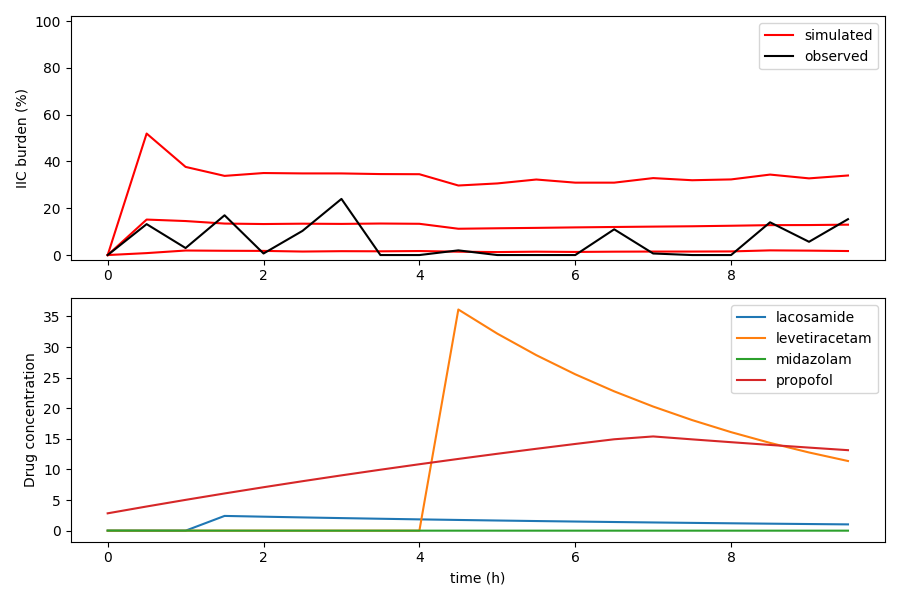 100
80
60
40
20
0
IIC burden (%)
simulated
observed
0 2 4 6 8
35
30
25
20
15
10
5
0
Drug concentration
lacosamide
levetiracetam
midazolam
propofol
0 2 4 6 8
time (h)